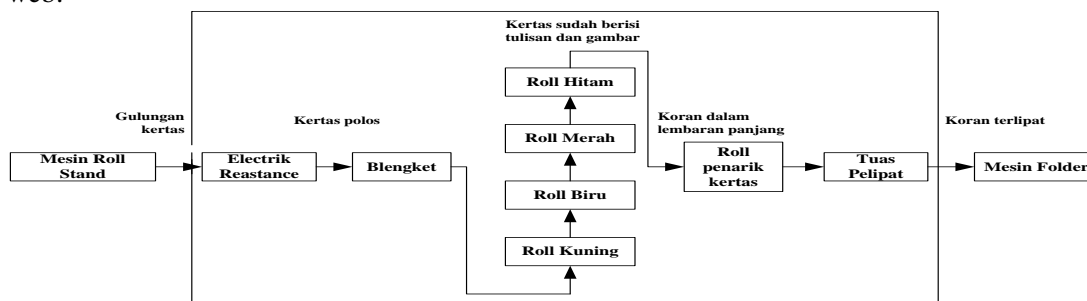 web.
Kertas sudah berisi
tulisan dan gambar
Roll Hitam
Gulungan
kertas
Kertas polos
Roll Merah
Koran dalam
lembaran panjang
Koran terlipat
Mesin Roll
Stand
Electrik
Reastance
Blengket
Roll
penarik
kertas
Tuas
Pelipat
Mesin Folder
Roll Biru
Roll Kuning